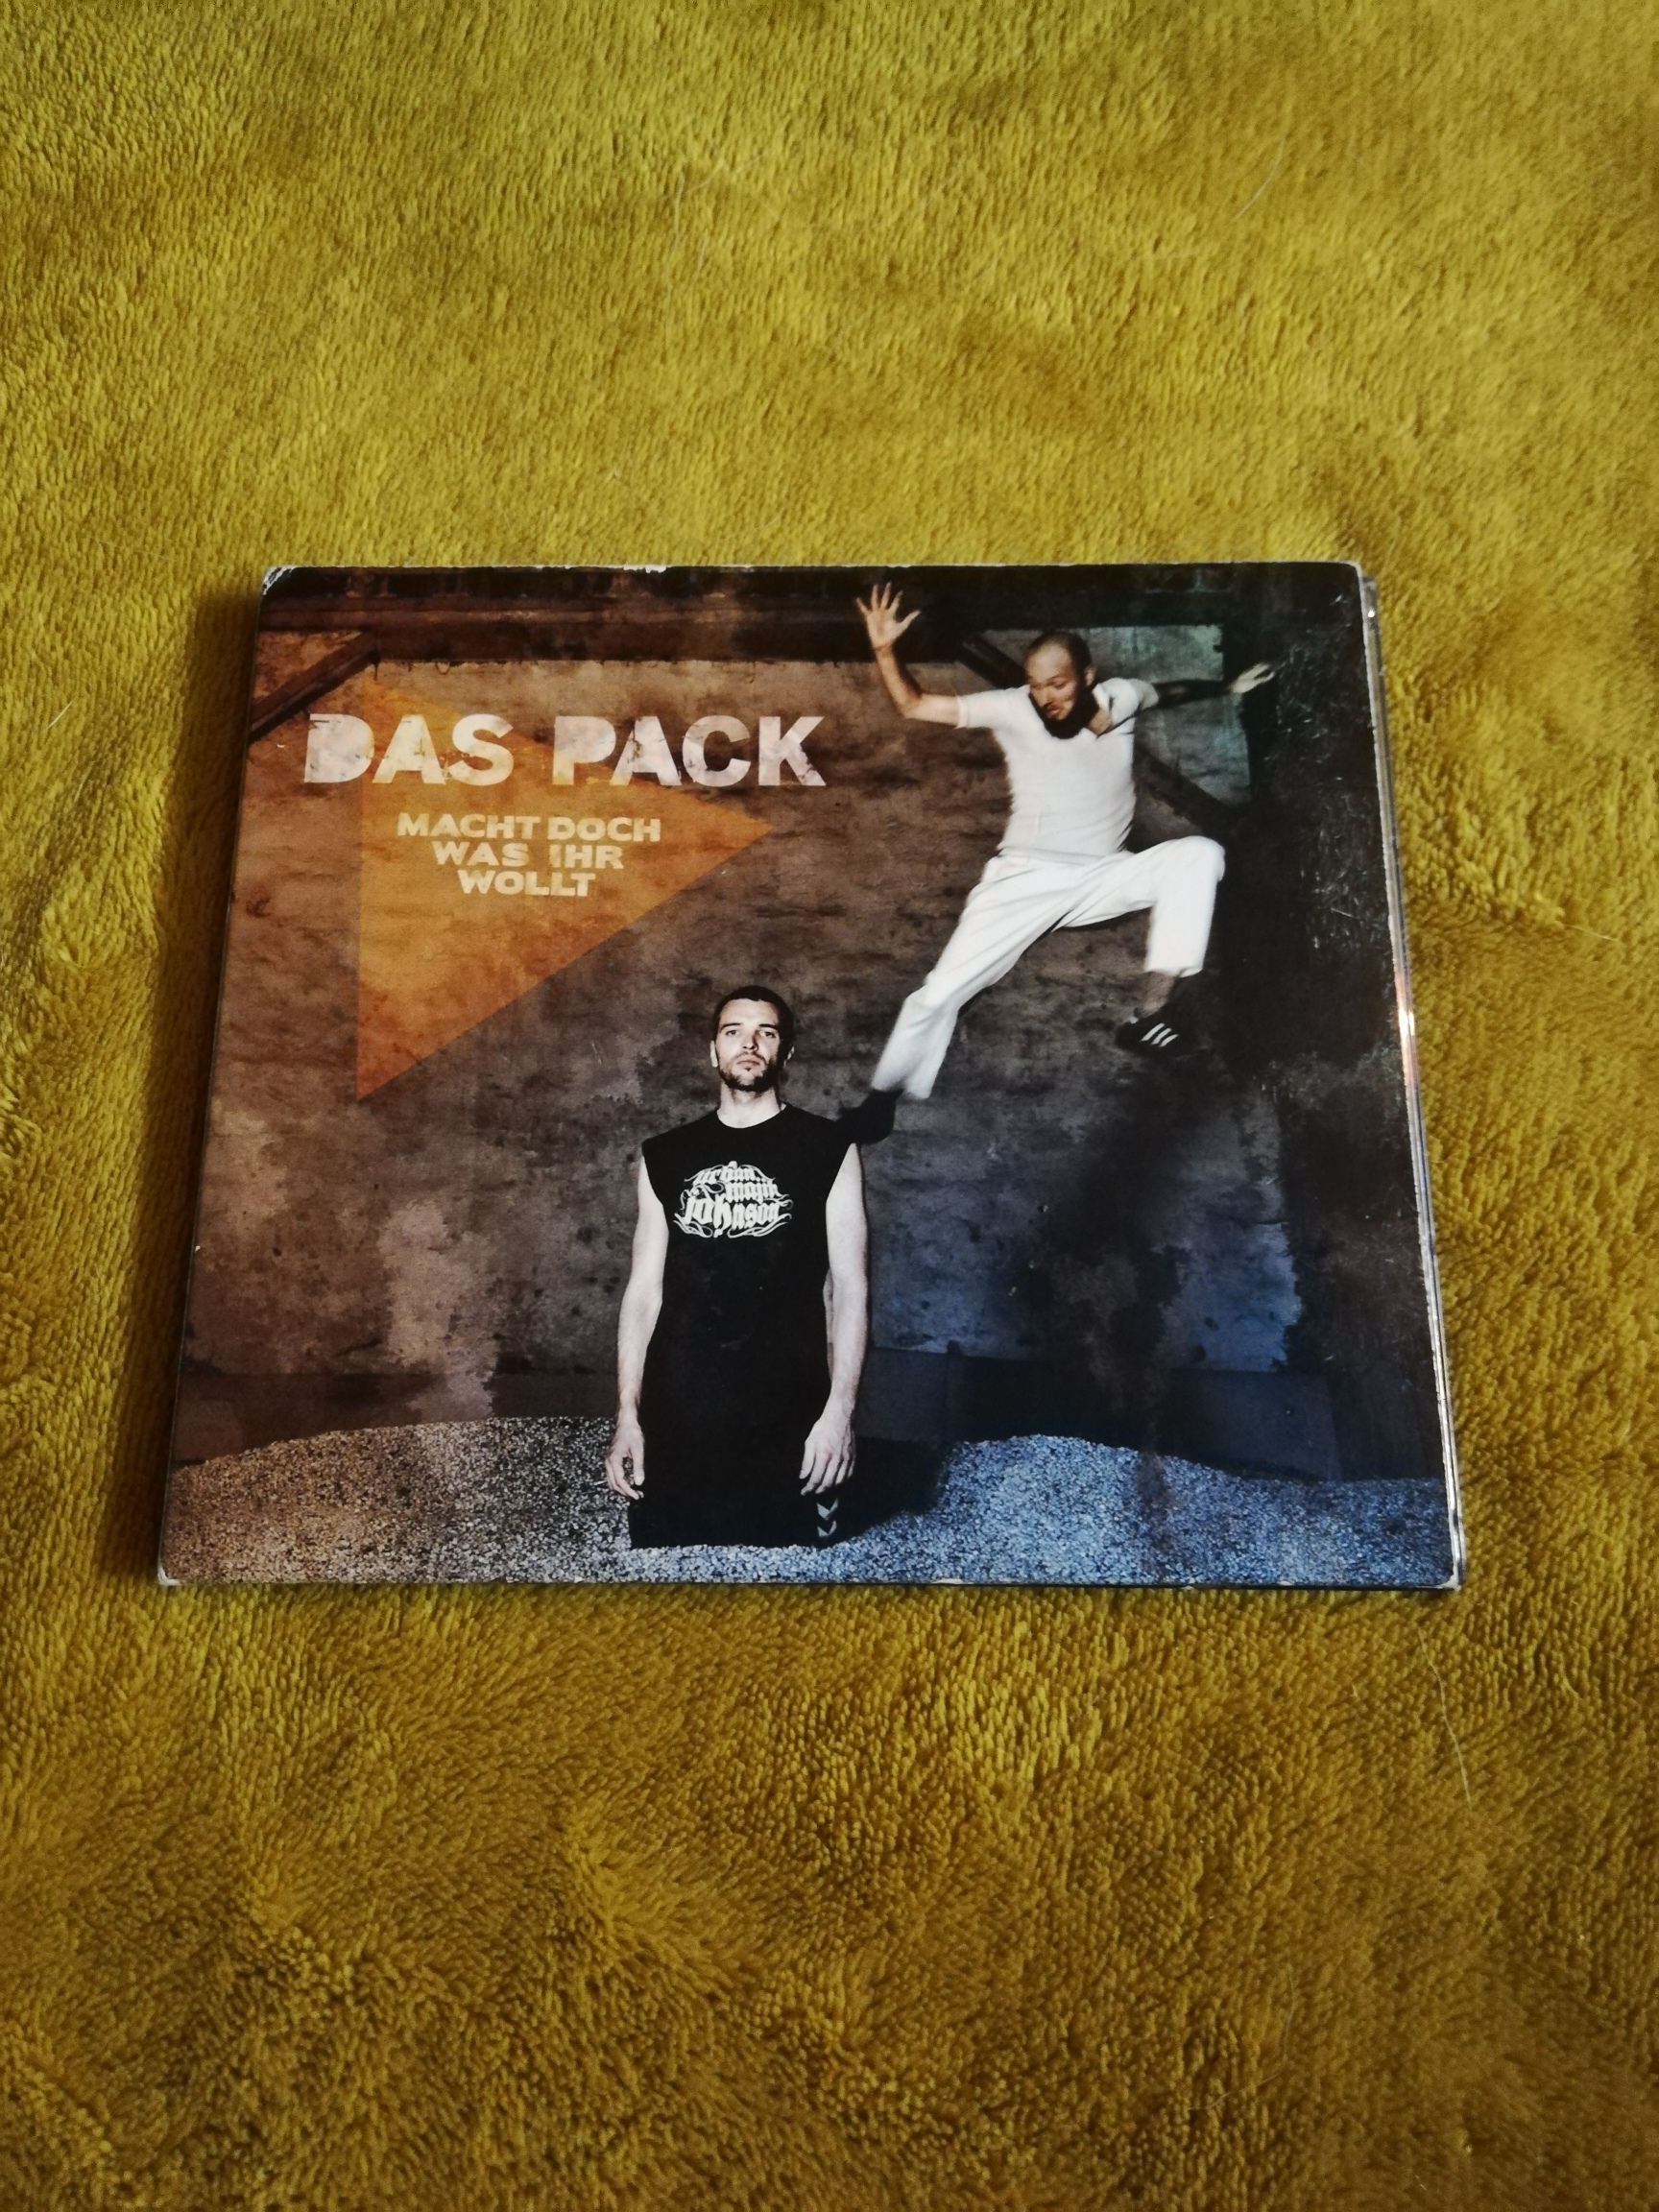 DAS PACK
MACHT DOCH
WAS IHR
WOLLT